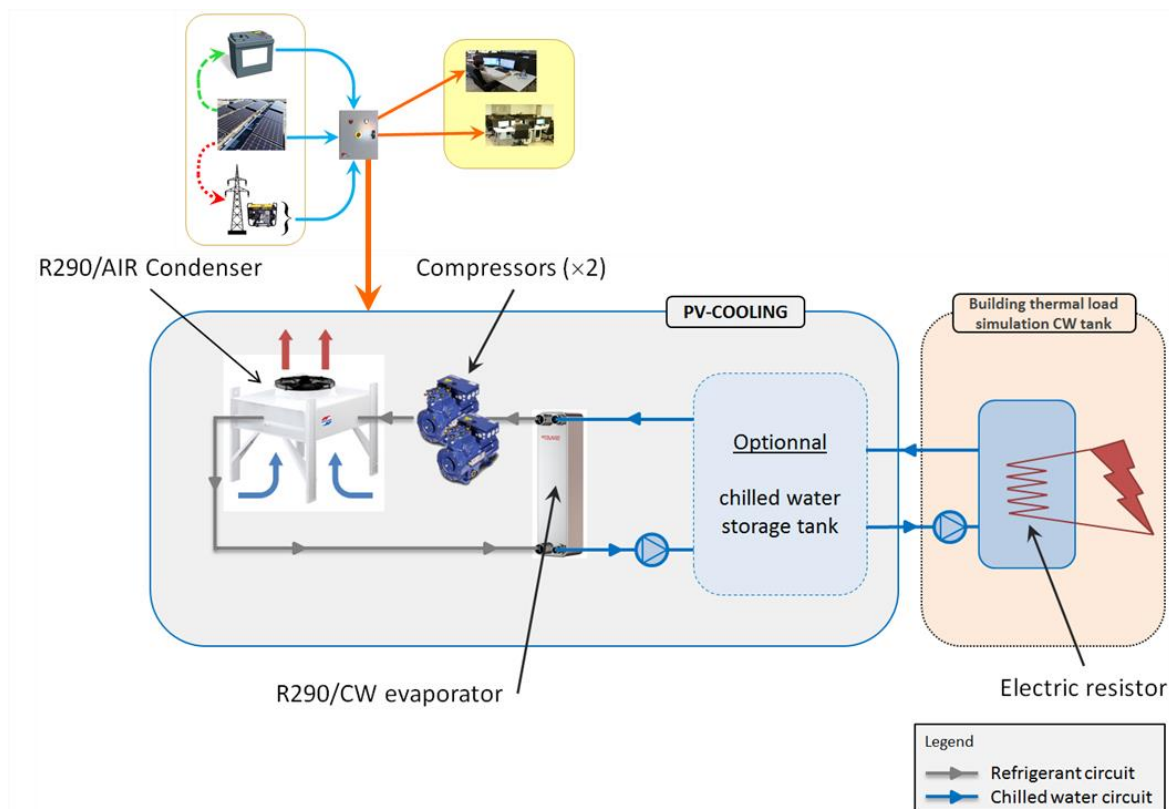 R290/AIR Condenser
Compressors (×2)
PV-COOLING
Building thermal load
simulation CW tank
Optionnal
chilled water
storage tank
R290/CW evaporator
Electric resistor
Legend
Refrigerant circuit
Chilled water circuit